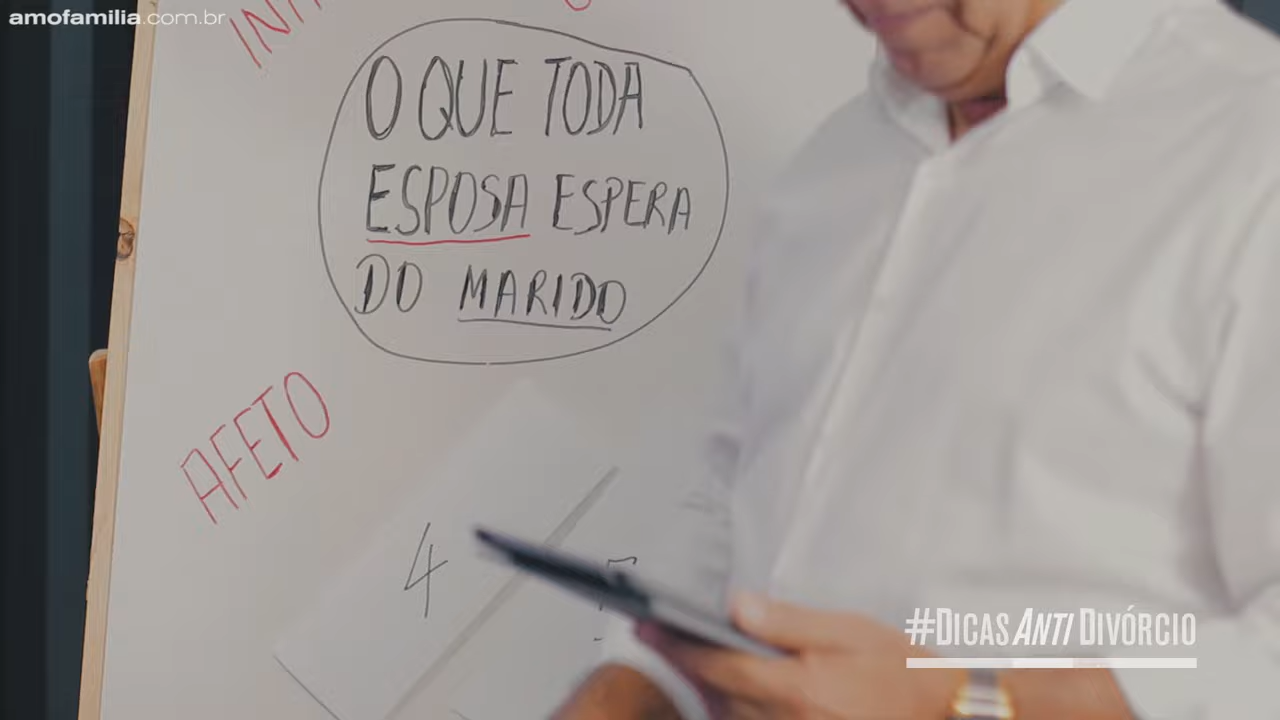 amofamilia.com.br
O QUE TODA
ESPOSA ESPERA
DO MARIDO
AFETO
4
#DICAS ANTI DIVÓRCIO